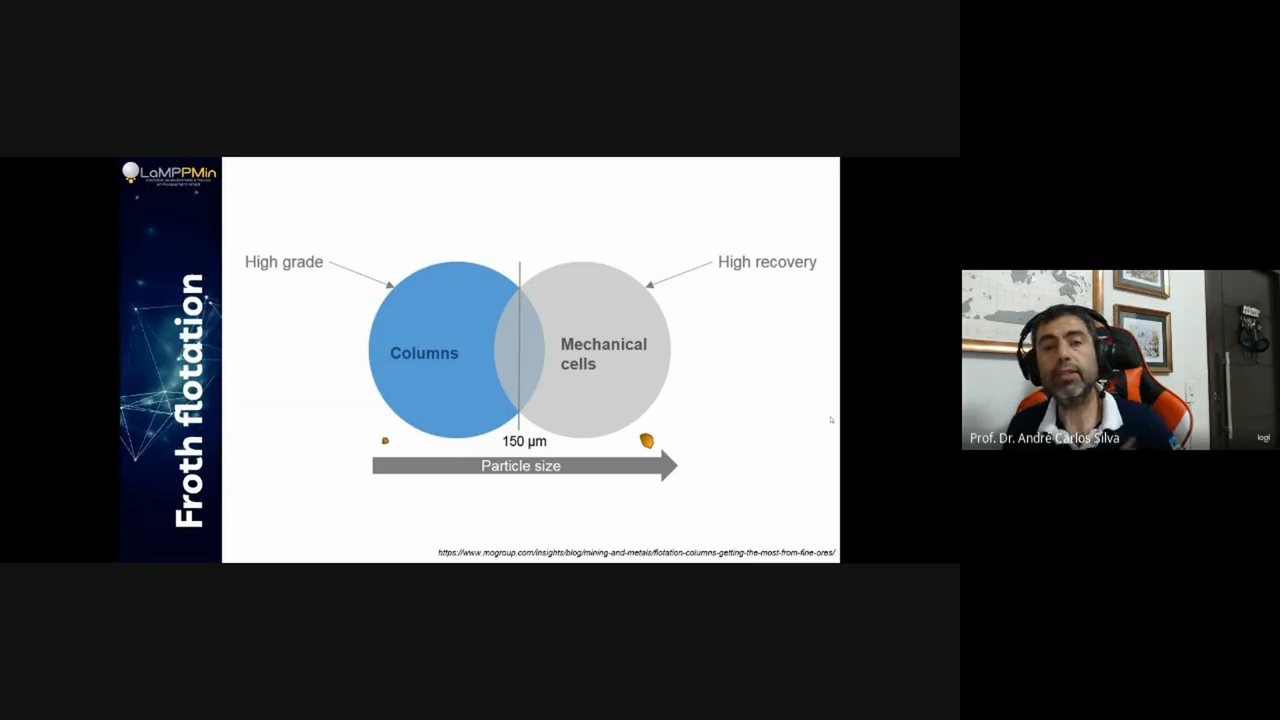 LaMPPMin
Froth flotation
High grade
High recovery
Columns
Mechanical
cells
150 µm
Particle size
https://www.mogroup.com/insights/blog/mining-and-metals/flotation-columns-getting-the-most-from-fine-ores/
Prof. Dr. André Carlos Silva
logi